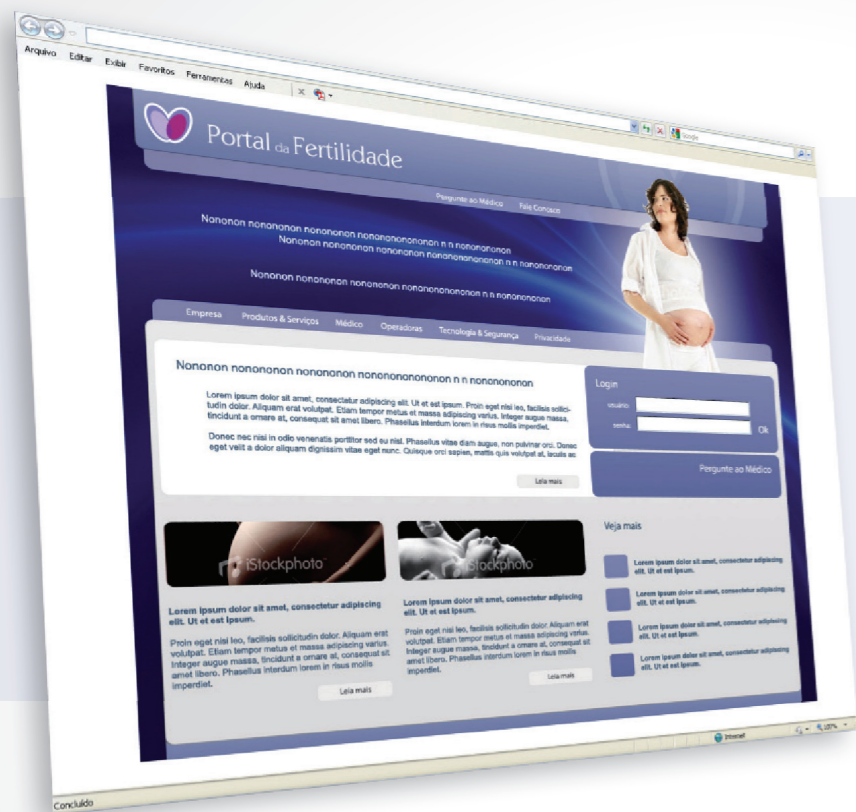 Arquivo Editar Exibir Favoritos Ferramentas Ajuda
Google
Portal da Fertilidade
Pergunte ao Médico Fale Conosco
Nononon nonononon nonononon nonononononon n n nonononon
Nononon nonononon nonononon nonononononon n n nonononon
Nononon nonononon nonononon nonononononon n n nonononon
Empresa Produtos & Serviços Médico Operadoras Tecnologia & Segurança Privacidade
Nononon nonononon nonononon nonononononon n n nonononon
Lorem ipsum dolor sit amet, consectetur adipiscing elit. Ut et est ipsum. Proin eget nisi leo, facilisis sollici-
tudin dolor. Aliquam erat volutpat. Etiam tempor metus et massa adipiscing varius. Integer augue massa,
tincidunt a ornare at, consequat sit amet libero. Phasellus interdum lorem in risus mollis imperdiet.
Donec nec nisi in odio venenatis porttitor sed eu nisl. Phasellus vitae diam augue, non pulvinar orci. Donec
eget velit a dolor aliquam dignissim vitae eget nunc. Quisque orci sapien, mattis quis volutpat at, iaculis ac
Leia mais
Login
usuário
senha
Ok
Pergunte ao Médico
iStockphoto
Lorem ipsum dolor sit amet, consectetur adipiscing
elit. Ut et est ipsum.
Proin eget nisi leo, facilisis sollicitudin dolor. Aliquam erat
volutpat. Etiam tempor metus et massa adipiscing varius.
Integer augue massa, tincidunt a ornare at, consequat sit
amet libero. Phasellus interdum lorem in risus mollis
imperdiet.
Leia mais
iStockphoto
Lorem ipsum dolor sit amet, consectetur adipiscing
elit. Ut et est ipsum.
Proin eget nisi leo, facilisis sollicitudin dolor. Aliquam erat
volutpat. Etiam tempor metus et massa adipiscing varius.
Integer augue massa, tincidunt a ornare at, consequat sit
amet libero. Phasellus interdum lorem in risus mollis
imperdiet.
Leia mais
Veja mais
Lorem ipsum dolor sit amet, consectetur adipiscing
elit. Ut et est ipsum.
Lorem ipsum dolor sit amet, consectetur adipiscing
elit. Ut et est ipsum.
Lorem ipsum dolor sit amet, consectetur adipiscing
elit. Ut et est ipsum.
Lorem ipsum dolor sit amet, consectetur adipiscing
elit. Ut et est ipsum.
Concluído
Internet
100%